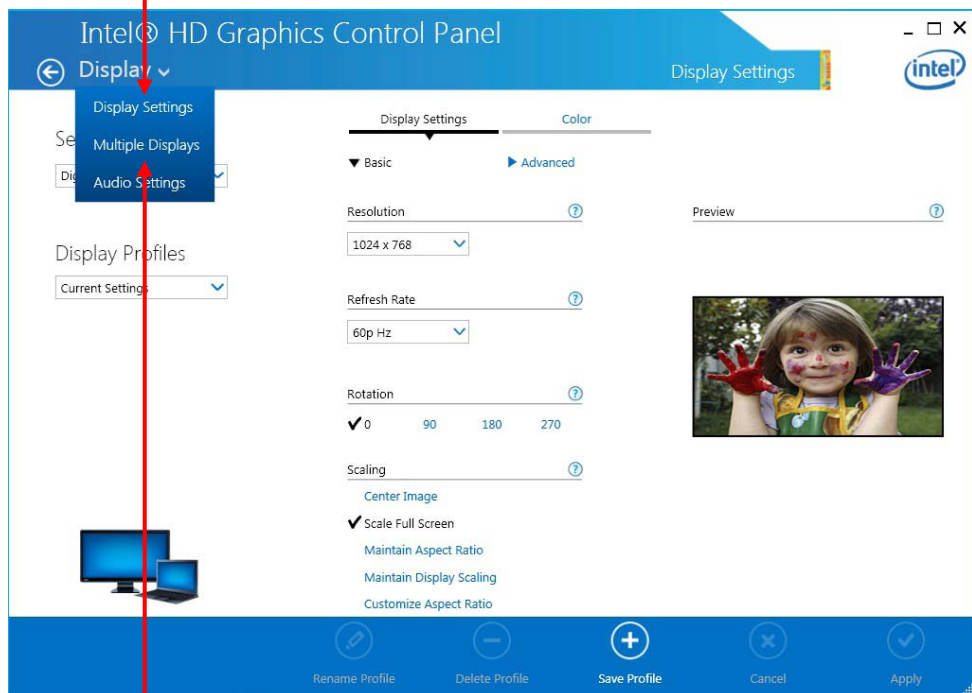 Intel® HD Graphics Control Panel
Display
Display Settings
intel
Display Settings
Multiple Displays
Audio Settings
Se
Dig
Display Profiles
Current Settings
Display Settings
Color
Basic
Advanced
Resolution
1024 x 768
Refresh Rate
60p Hz
Rotation
0 90 180 270
Scaling
Center Image
Scale Full Screen
Maintain Aspect Ratio
Maintain Display Scaling
Customize Aspect Ratio
Preview
Rename Profile
Delete Profile
Save Profile
Cancel
Apply